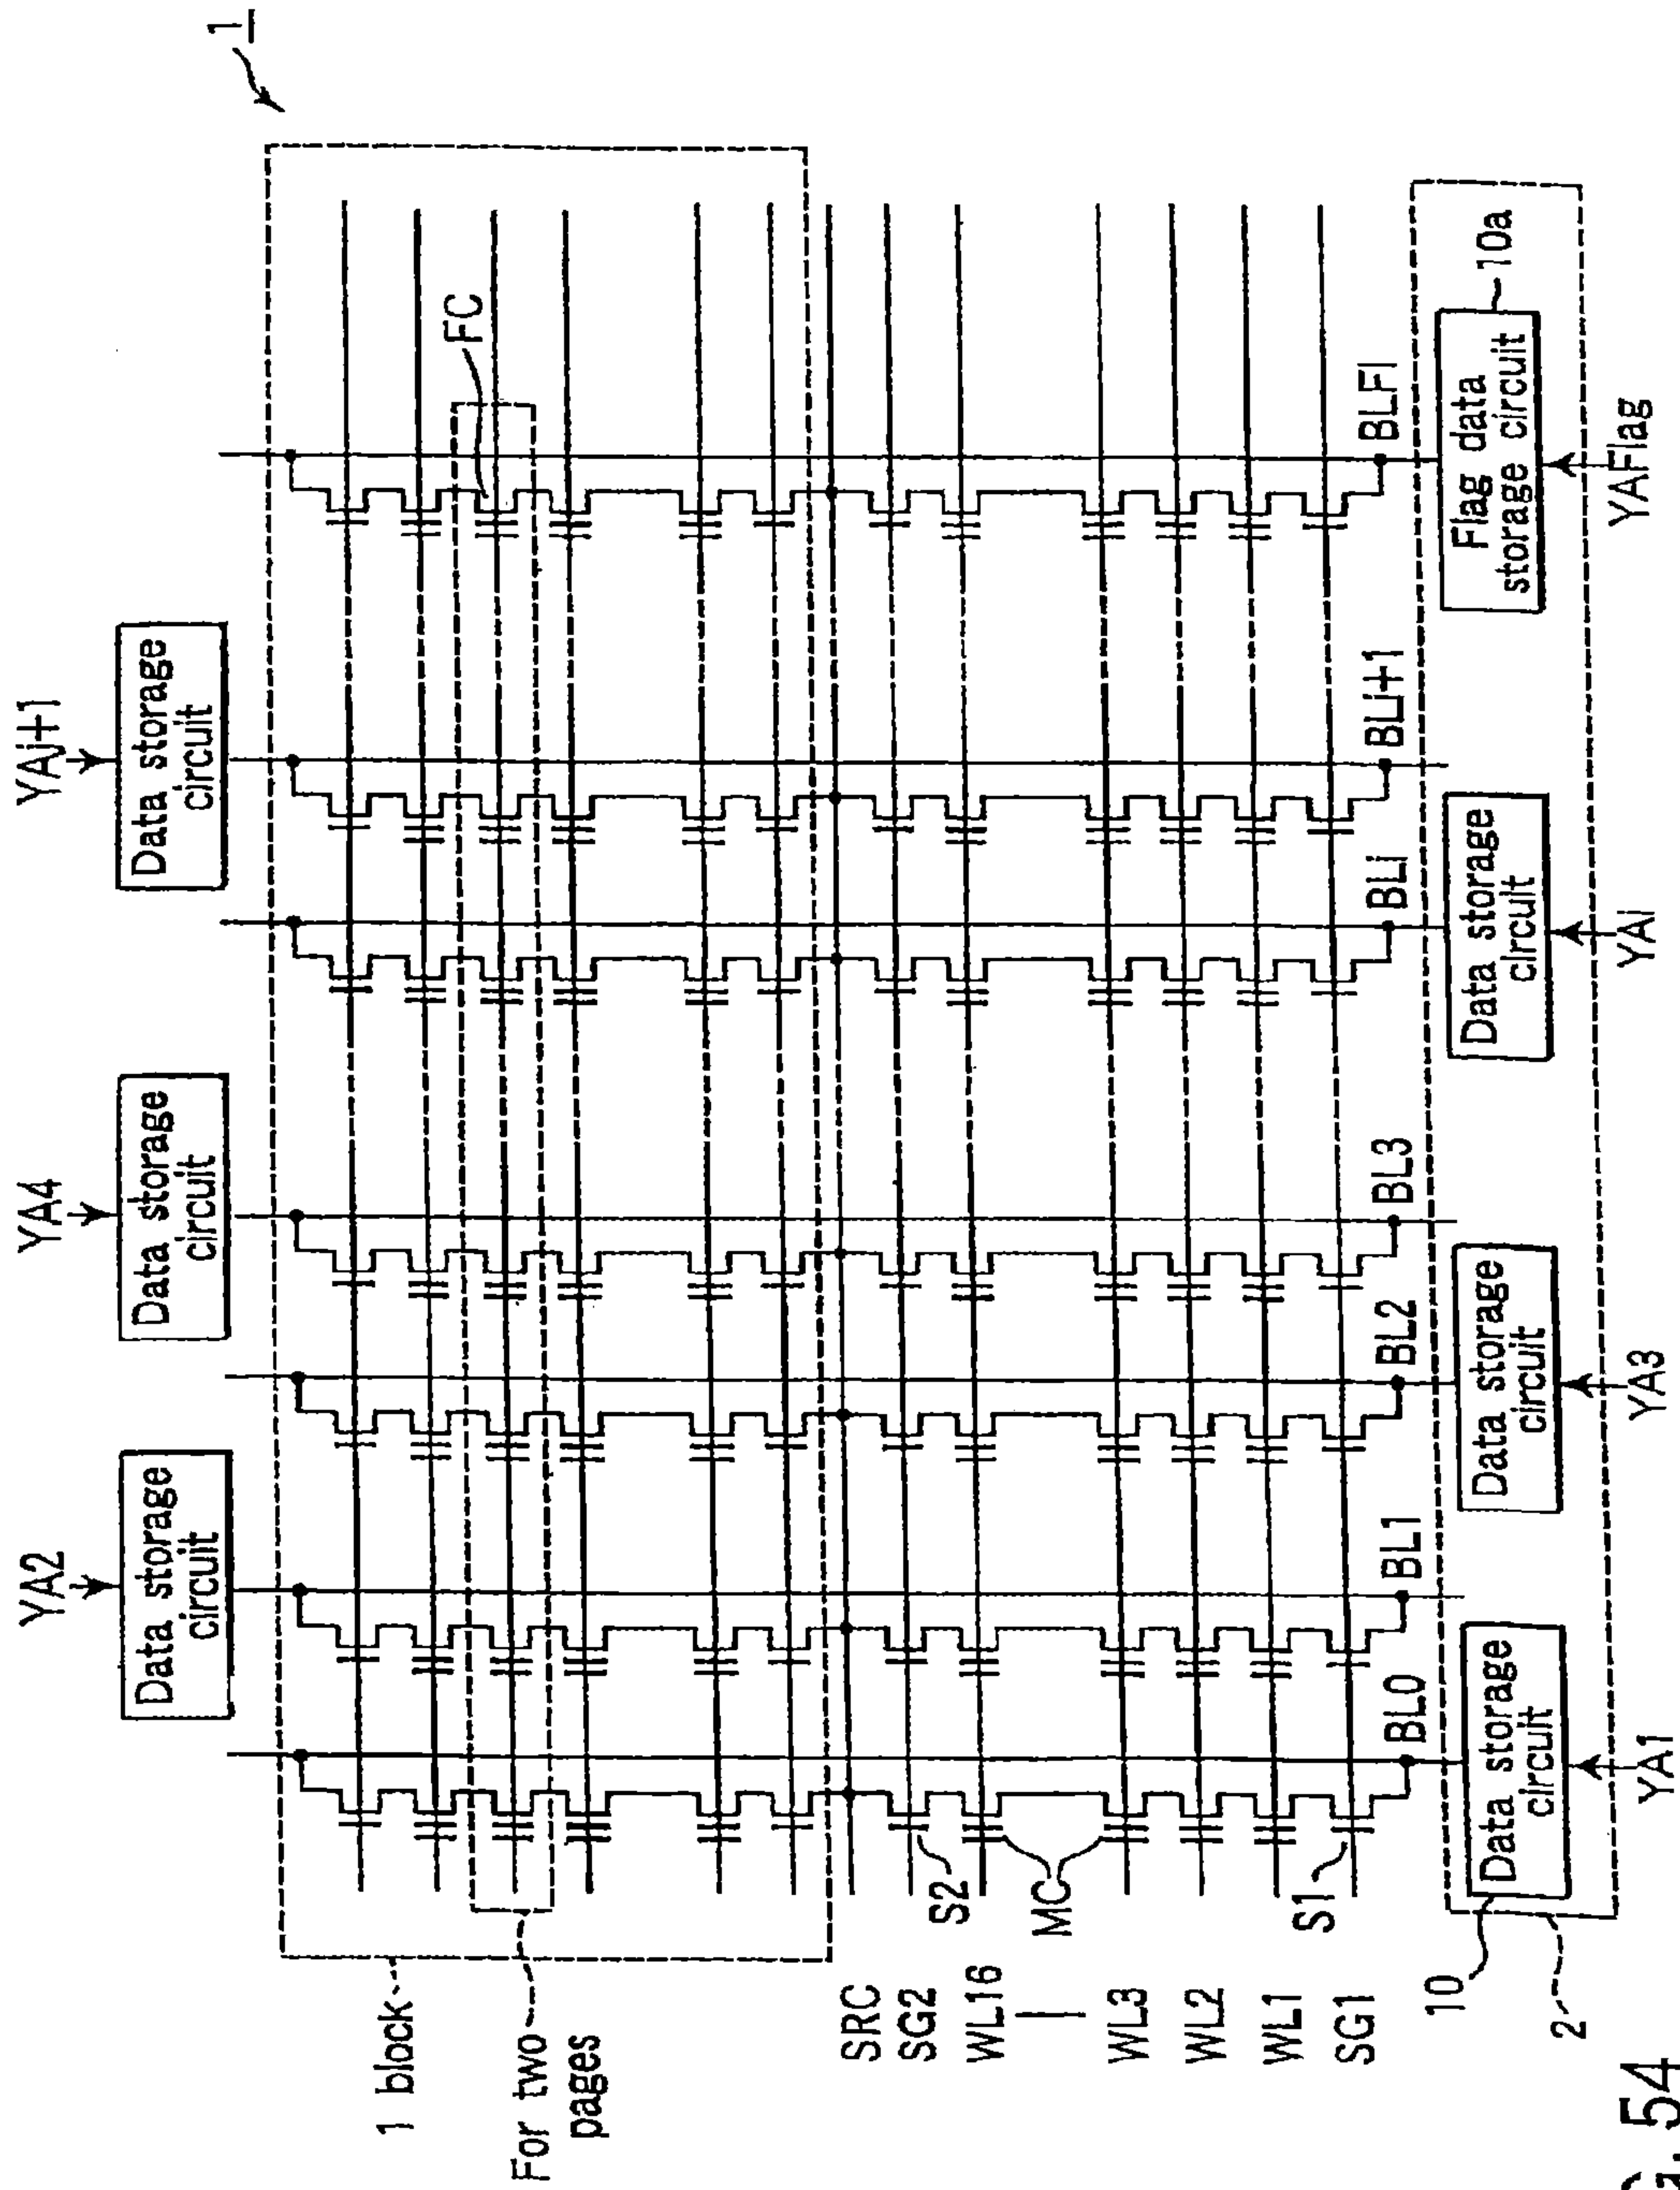 1
YA2
YA4
YAj+1
Data storage
circuit
Data storage
circuit
Data storage
circuit
1 block
For two
pages
FC
SRC
SG2
WL16
WL3
WL2
WL1
SG1
S2
MC
S1
BL0
BL1
BL2
BL3
BLi
BLi+1
BLFl
10
2
Data storage
circuit
Data storage
circuit
Data storage
circuit
Flag data
storage circuit
10a
YA1
YA3
YAi
YAFlag
54